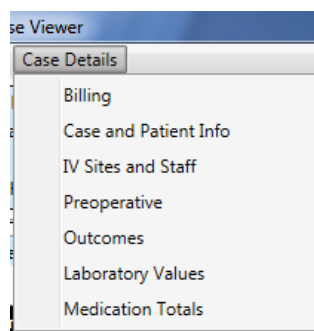 se Viewer
Case Details
Billing
Case and Patient Info
IV Sites and Staff
Preoperative
Outcomes
Laboratory Values
Medication Totals